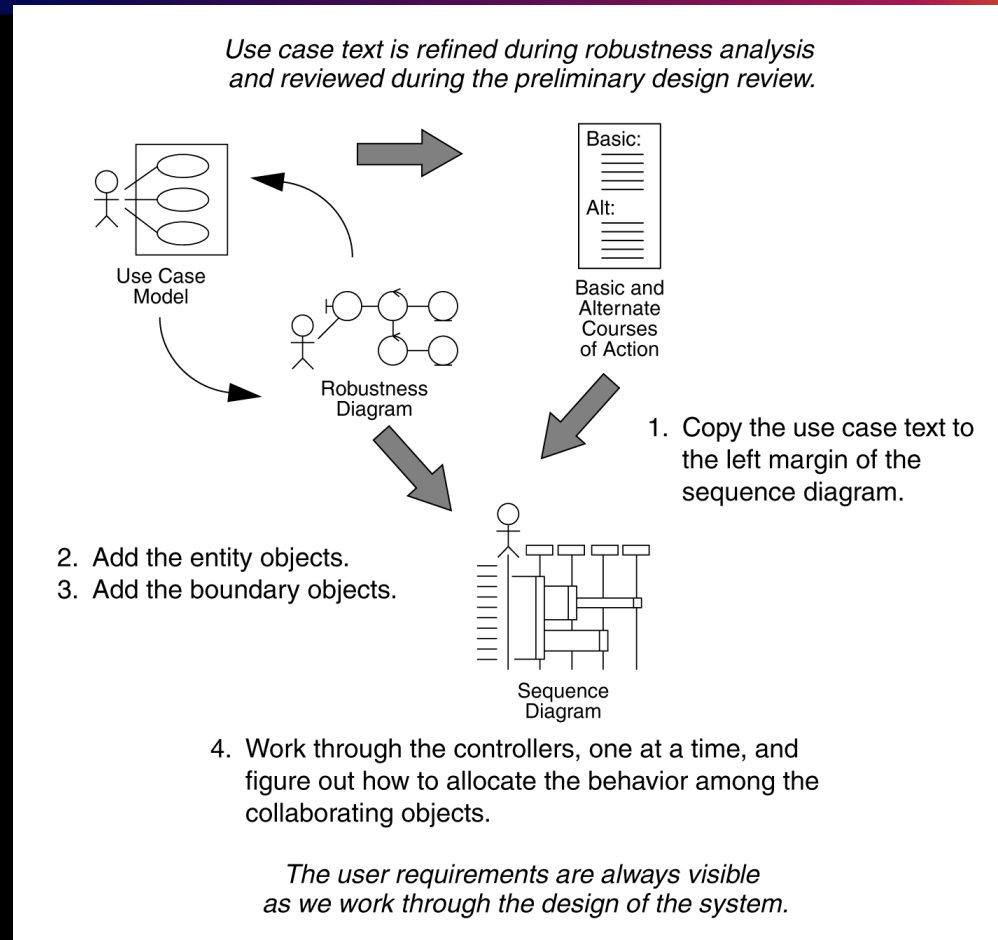 Use case text is refined during robustness analysis
and reviewed during the preliminary design review.
Basic:
Alt:
Use Case
Model
Basic and
Alternate
Courses
of Action
Robustness
Diagram
1. Copy the use case text to
the left margin of the
sequence diagram.
2. Add the entity objects.
3. Add the boundary objects.
Sequence
Diagram
4. Work through the controllers, one at a time, and
figure out how to allocate the behavior among the
collaborating objects.
The user requirements are always visible
as we work through the design of the system.